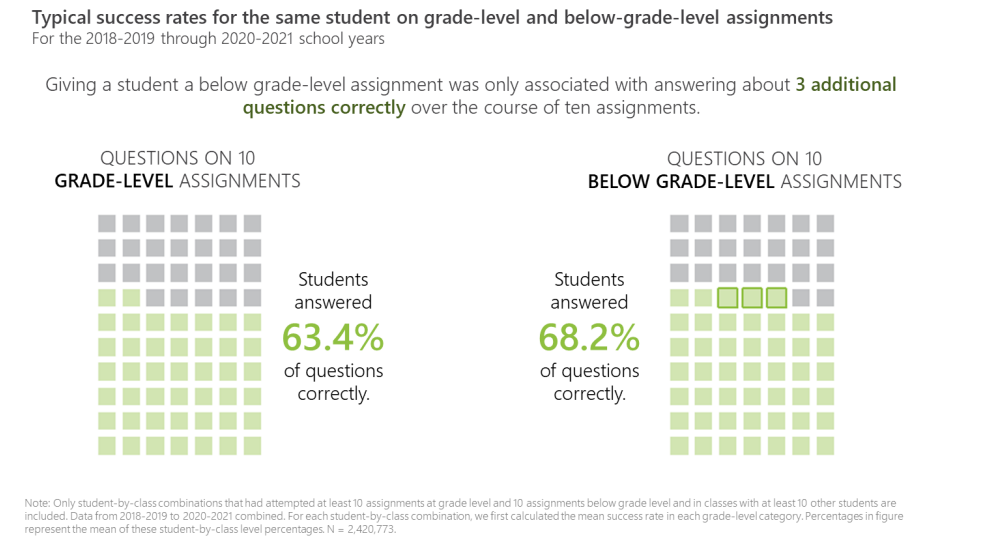 Typical success rates for the same student on grade-level and below-grade-level assignments
For the 2018-2019 through 2020-2021 school years
Giving a student a below grade-level assignment was only associated with answering about 3 additional
questions correctly over the course of ten assignments.
QUESTIONS ON 10
GRADE-LEVEL ASSIGNMENTS
Students
answered
63.4%
of questions
correctly.
QUESTIONS ON 10
BELOW GRADE-LEVEL ASSIGNMENTS
Students
answered
68.2%
of questions
correctly.
Note: Only student-by-class combinations that had attempted at least 10 assignments at grade level and 10 assignments below grade level and in classes with at least 10 other students are
included. Data from 2018-2019 to 2020-2021 combined. For each student-by-class combination, we first calculated the mean success rate in each grade-level category. Percentages in figure
represent the mean of these student-by-class level percentages. N = 2,420,773.